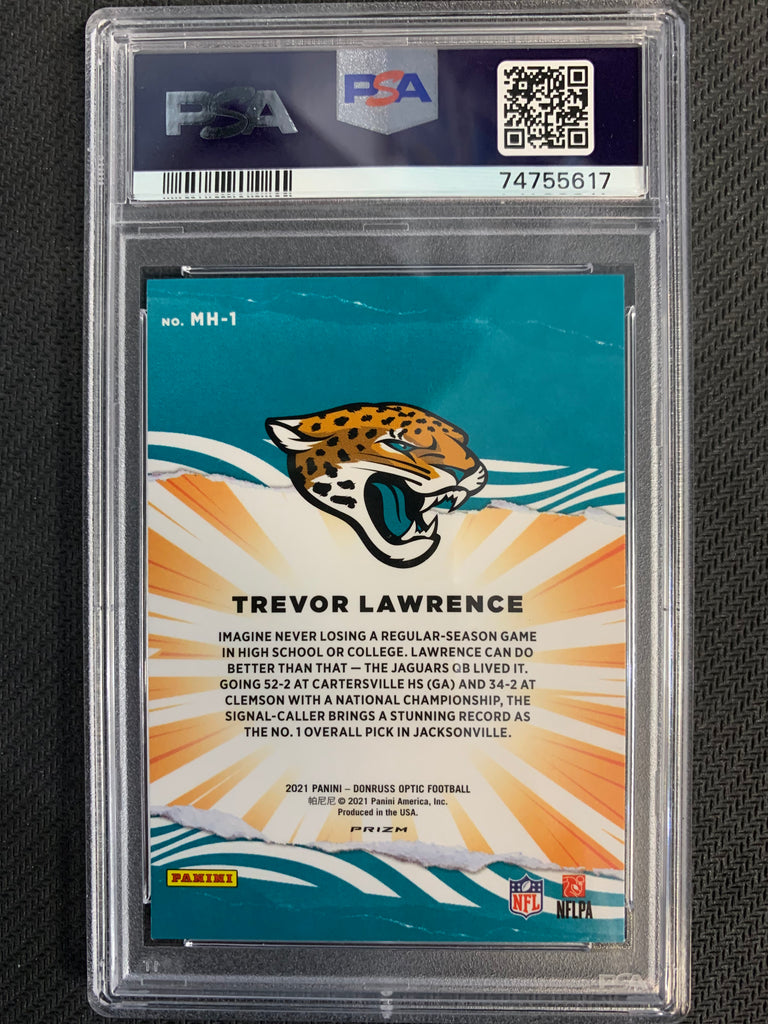 PSA
PSA
74755617
NO. MH-1
TREVOR LAWRENCE
IMAGINE NEVER LOSING A REGULAR-SEASON GAME
IN HIGH SCHOOL OR COLLEGE. LAWRENCE CAN DO
BETTER THAN THAT — THE JAGUARS QB LIVED IT.
GOING 52-2 AT CARTERSVILLE HS (GA) AND 34-2 AT
CLEMSON WITH A NATIONAL CHAMPIONSHIP, THE
SIGNAL-CALLER BRINGS A STUNNING RECORD AS
THE NO. 1 OVERALL PICK IN JACKSONVILLE.
2021 PANINI – DONRUSS OPTIC FOOTBALL
帕尼尼 © 2021 Panini America, Inc.
Produced in the USA.
PRIZM
PANINI
NFL
NFLPA
PSA